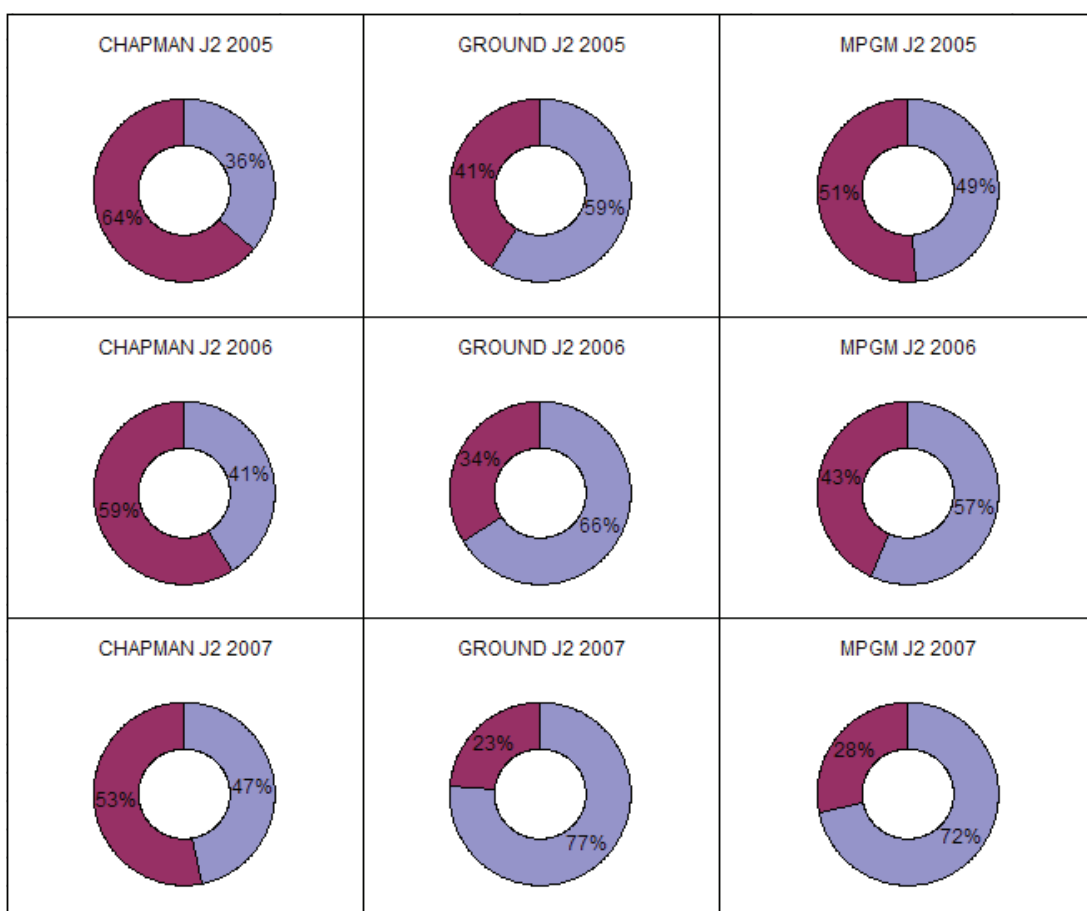 CHAPMAN J2 2005
36%
64%
GROUND J2 2005
41%
59%
MPGM J2 2005
51%
49%
CHAPMAN J2 2006
41%
59%
GROUND J2 2006
34%
66%
MPGM J2 2006
43%
57%
CHAPMAN J2 2007
47%
53%
GROUND J2 2007
23%
77%
MPGM J2 2007
28%
72%